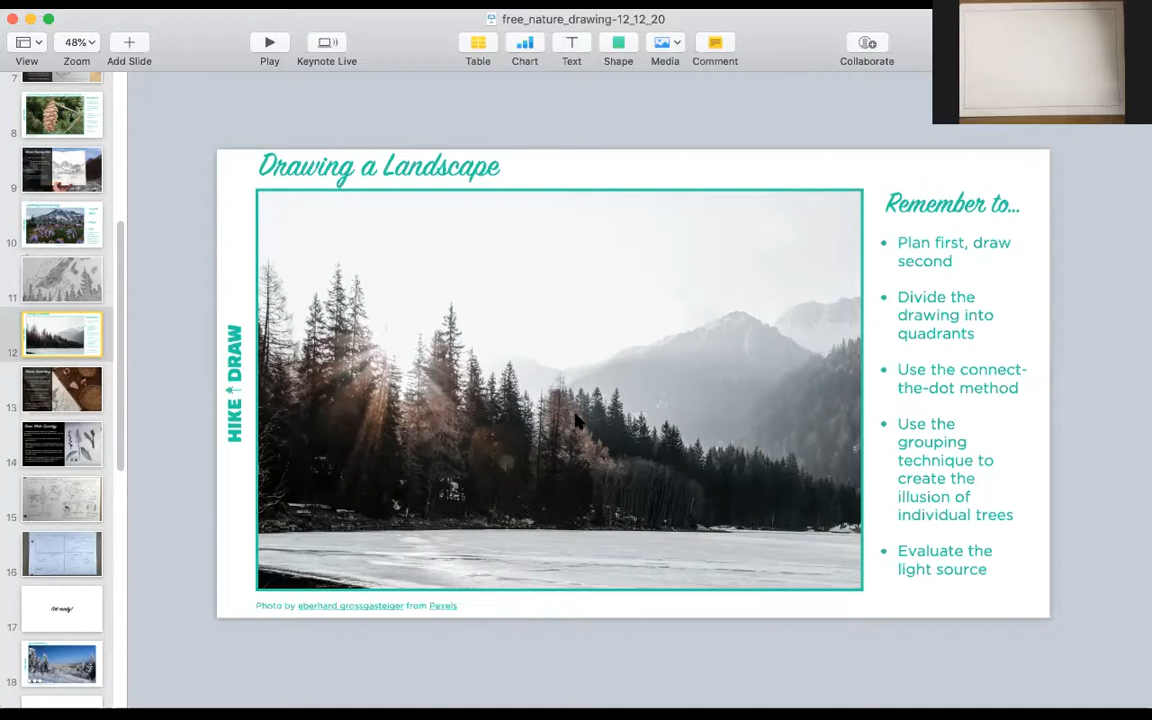 free_nature_drawing-12_12_20
48%
View
Zoom
Add Slide
Play
Keynote Live
Table
Chart
Text
Shape
Media
Comment
Collaborate
7
8
9
10
11
12
13
14
15
16
17
18
Drawing a Landscape
HIKE DRAW
Remember to...
• Plan first, draw
second
• Divide the
drawing into
quadrants
• Use the connect-
the-dot method
• Use the
grouping
technique to
create the
illusion of
individual trees
• Evaluate the
light source
Photo by eberhard grossgasteiger from Pexels